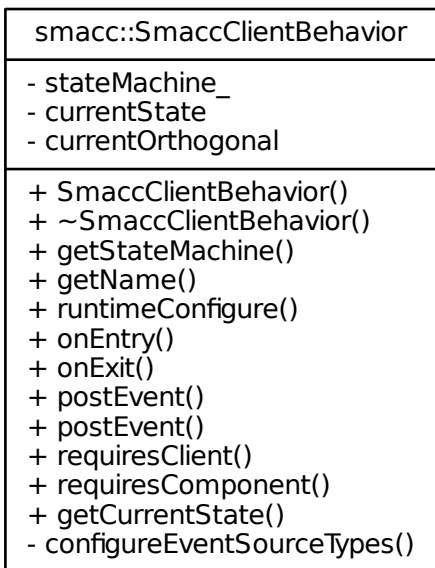 smacc::SmaccClientBehavior
- stateMachine_
- currentState
- currentOrthogonal
+ SmaccClientBehavior()
+ ~SmaccClientBehavior()
+ getStateMachine()
+ getName()
+ runtimeConfigure()
+ onEntry()
+ onExit()
+ postEvent()
+ postEvent()
+ requiresClient()
+ requiresComponent()
+ getCurrentState()
- configureEventSourceTypes()